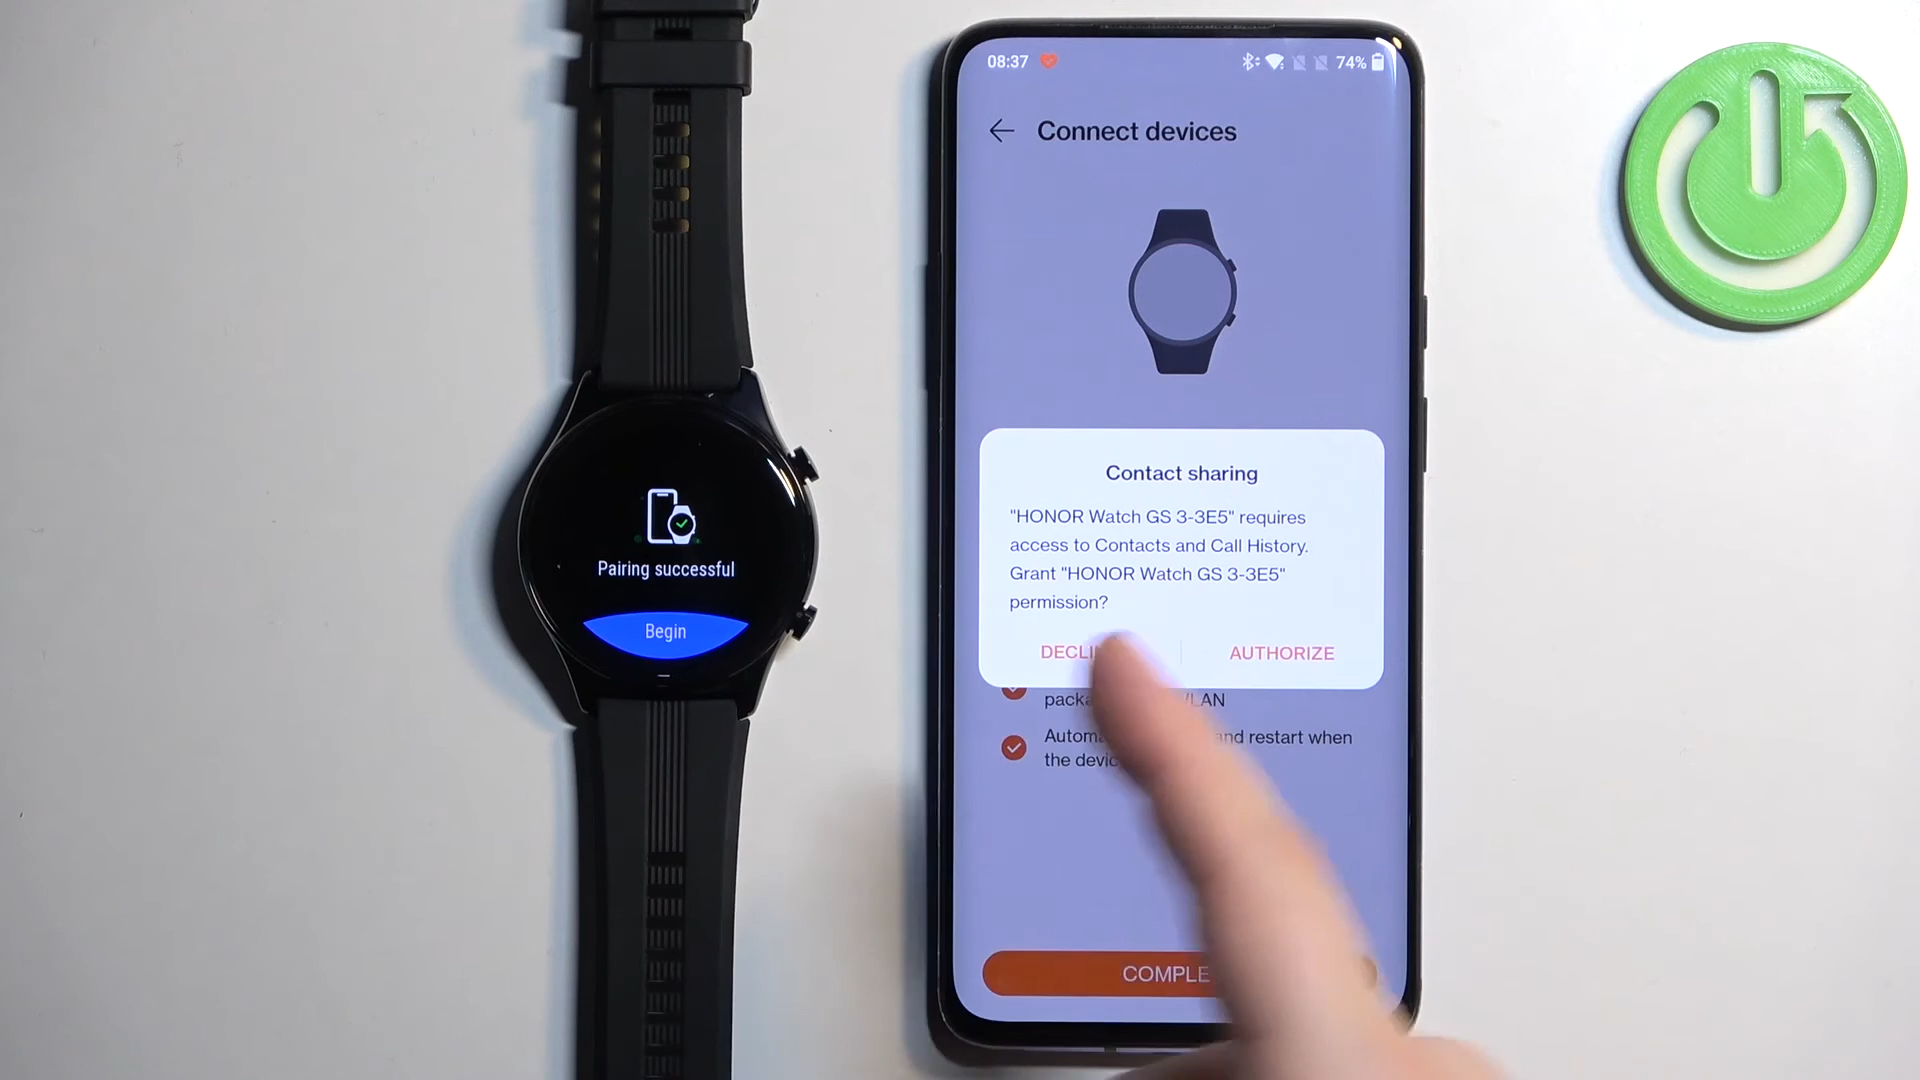 08:37
74%
Connect devices
Contact sharing
"HONOR Watch GS 3-3E5" requires
access to Contacts and Call History.
Grant "HONOR Watch GS 3-3E5"
permission?
AUTHORIZE
and restart when
the
Pairing successful
Begin